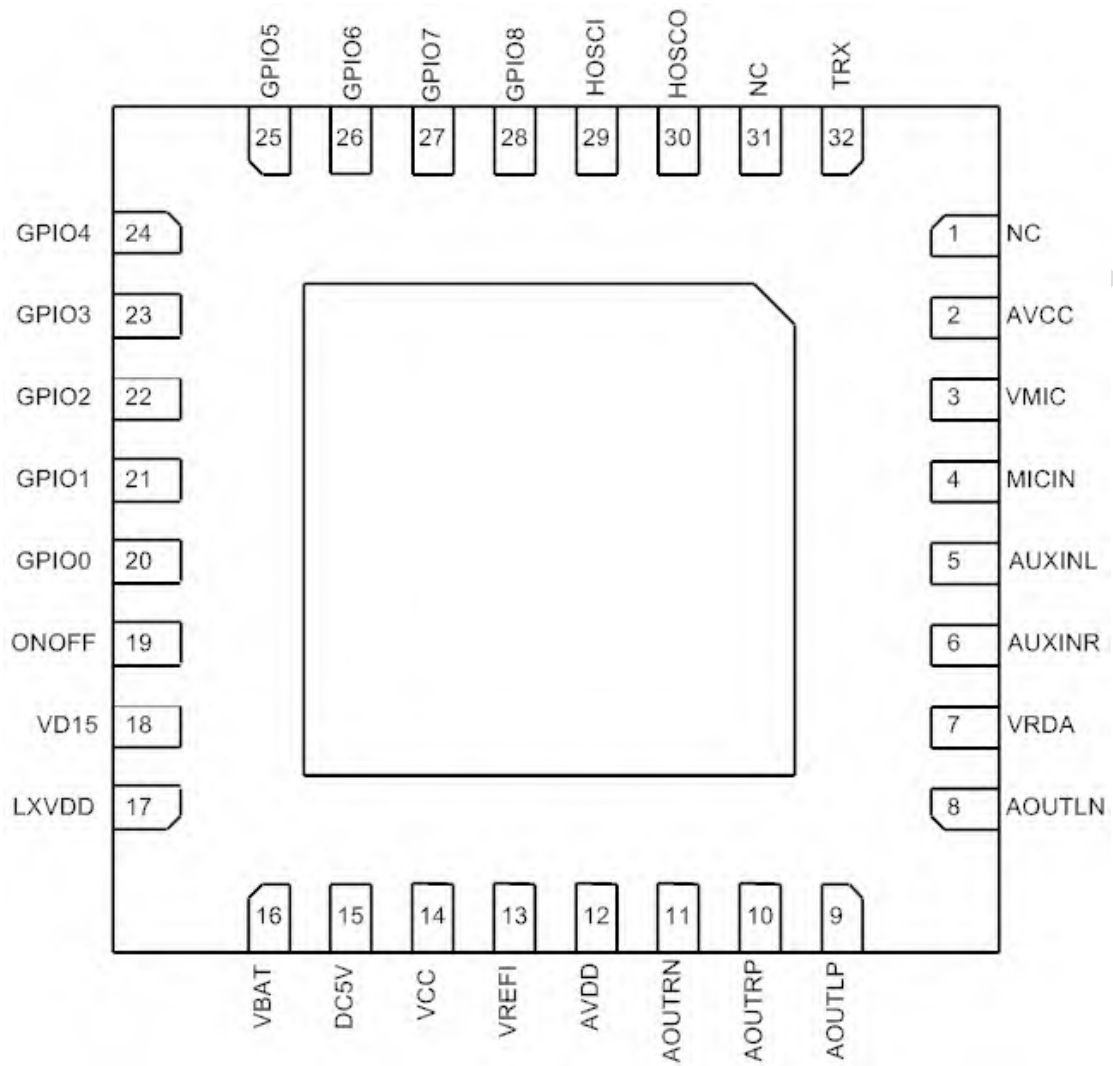 GPIO5
GPIO6
GPIO7
GPIO8
HOSCI
HOSCO
NC
TRX
25
26
27
28
29
30
31
32
GPIO4 24
1 NC
GPIO3 23
2 AVCC
GPIO2 22
3 VMIC
GPIO1 21
4 MICIN
GPIO0 20
5 AUXINL
ONOFF 19
6 AUXINR
VD15 18
7 VRDA
LXVDD 17
8 AOUTLN
16
15
14
13
12
11
10
9
VBAT
DC5V
VCC
VREFI
AVDD
AOUTRN
AOUTRP
AOUTLP